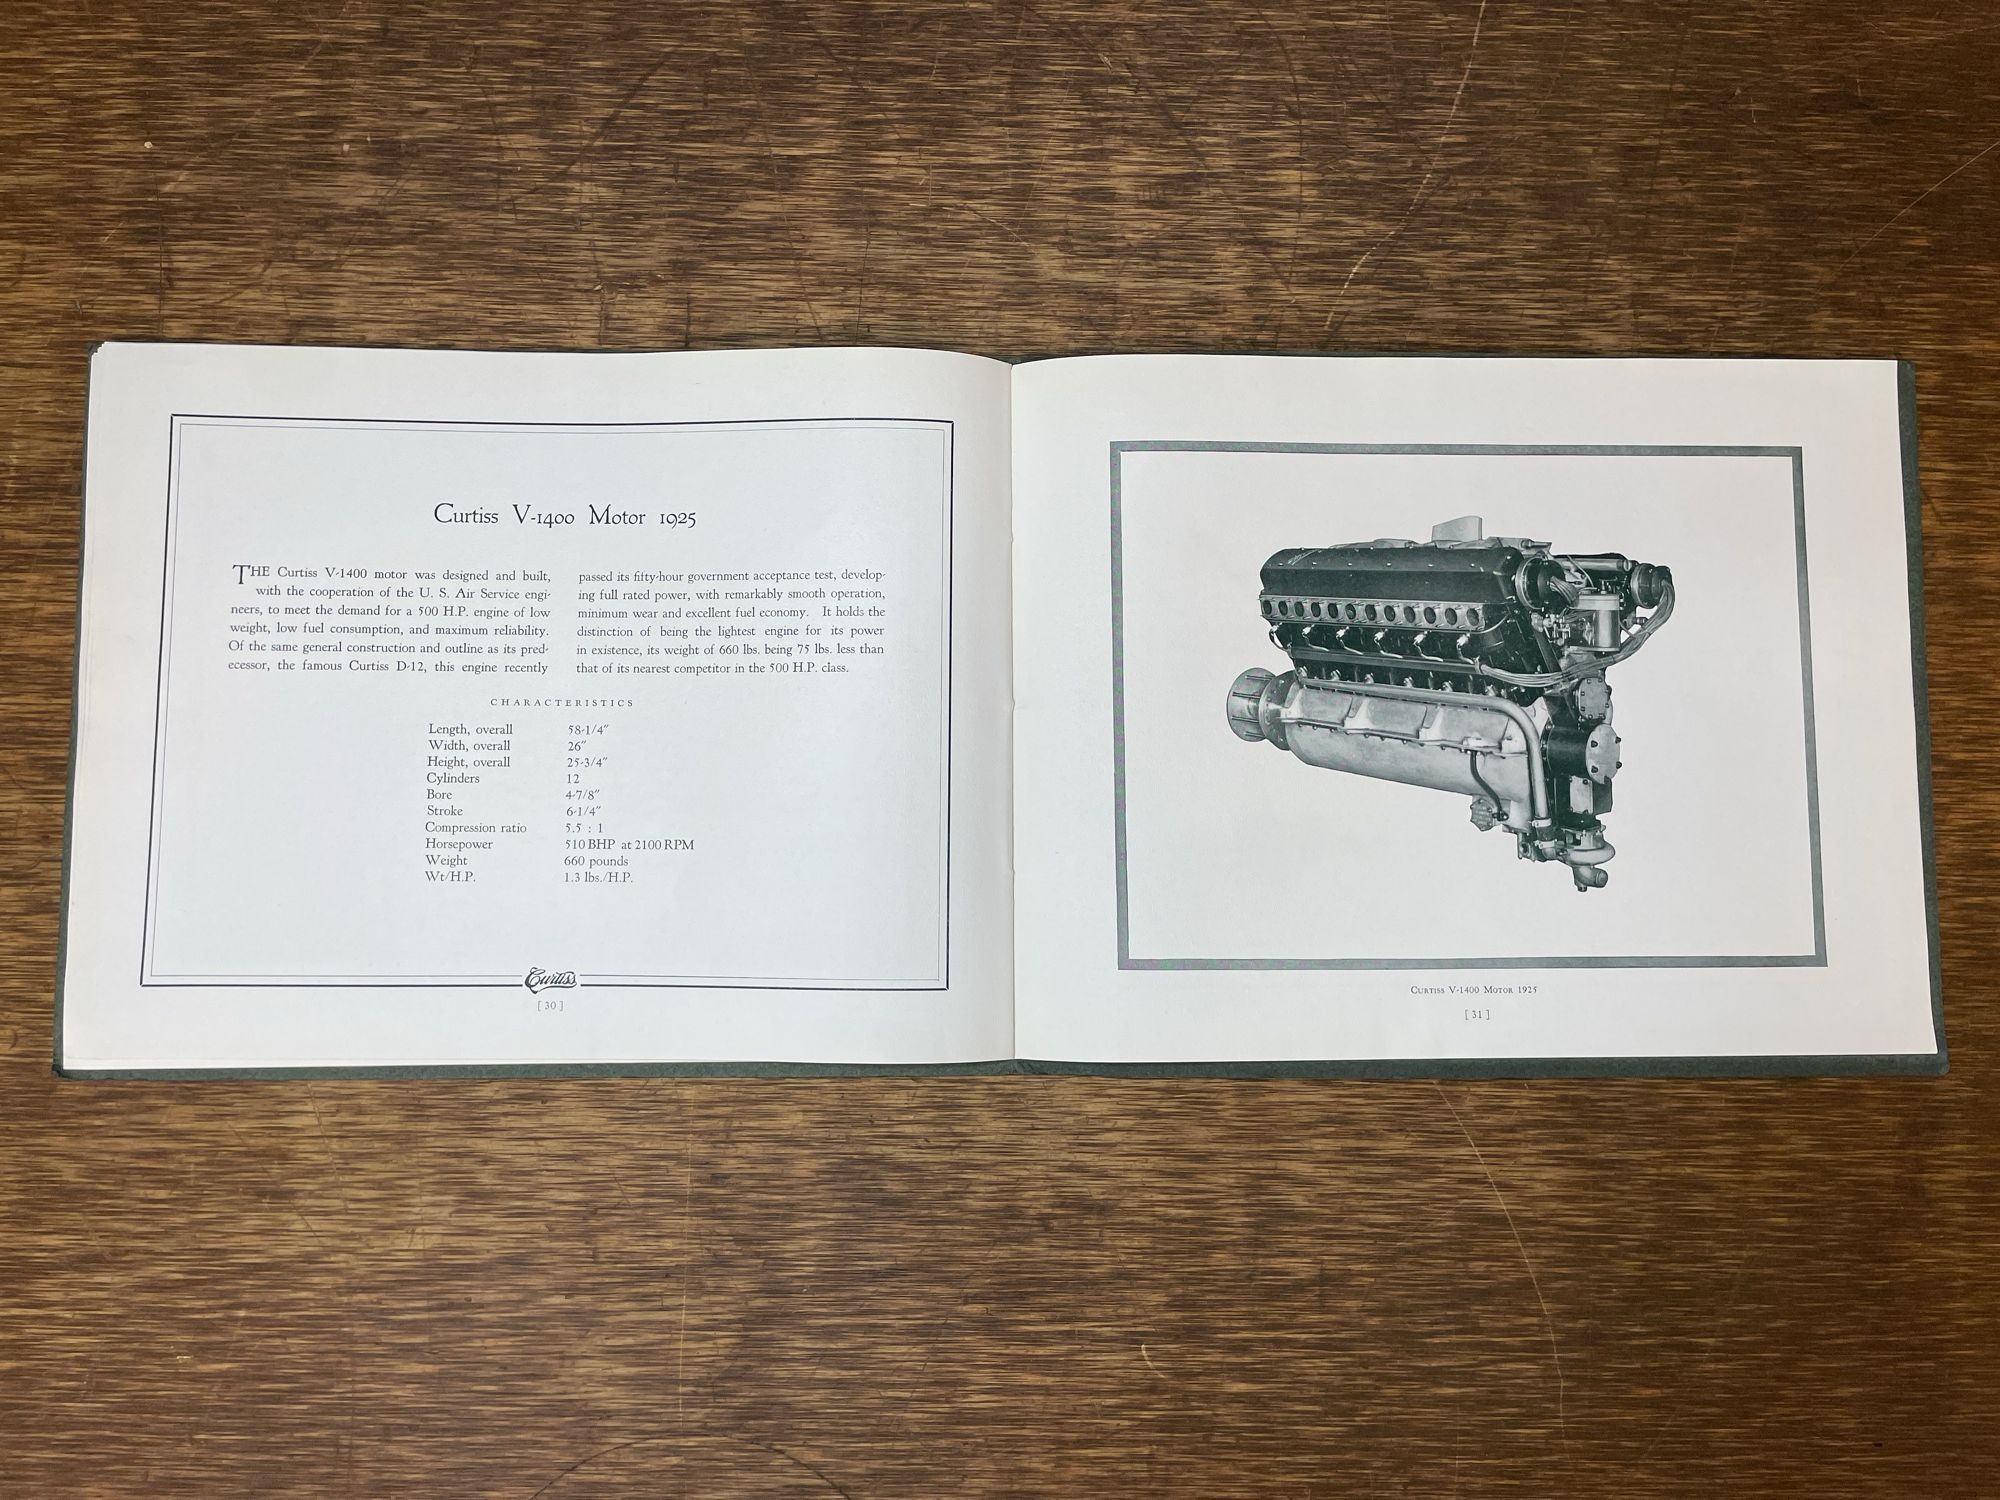 Curtiss V-1400 Motor 1925
THE Curtiss V-1400 motor was designed and built,
with the cooperation of the U. S. Air Service engi-
neers, to meet the demand for a 500 H.P. engine of low
weight, low fuel consumption, and maximum reliability.
Of the same general construction and outline as its pred-
ecessor, the famous Curtiss D-12, this engine recently
passed its fifty-hour government acceptance test, develop-
ing full rated power, with remarkably smooth operation,
minimum wear and excellent fuel economy. It holds the
distinction of being the lightest engine for its power
in existence, its weight of 660 lbs. being 75 lbs. less than
that of its nearest competitor in the 500 H.P. class.
CHARACTERISTICS
Length, overall 58-1/4″
Width, overall 26″
Height, overall 25-3/4″
Cylinders 12
Bore 4-7/8″
Stroke 6-1/4″
Compression ratio 5.5 : 1
Horsepower 510 BHP at 2100 RPM
Weight 660 pounds
Wt/H.P. 1.3 lbs./H.P.
Curtiss
[ 30 ]
CURTISS V-1400 MOTOR 1925
[ 31 ]